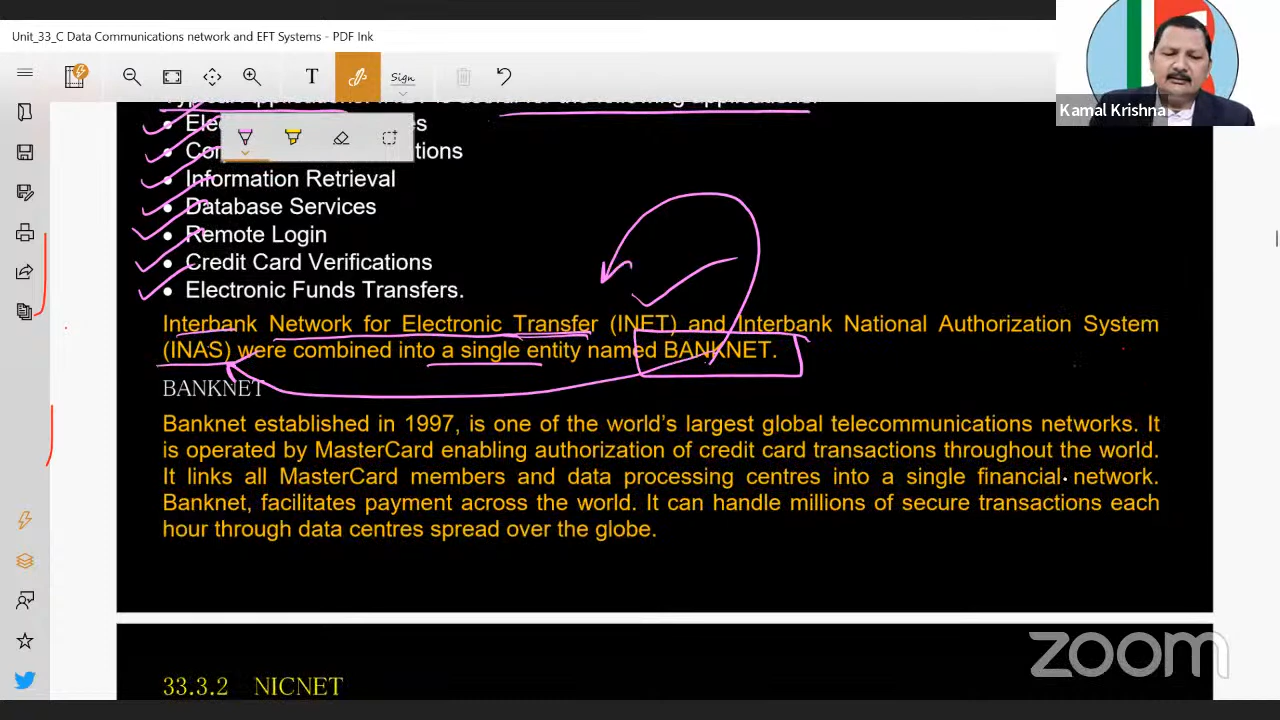 Unit_33_C Data Communications network and EFT Systems - PDF Ink
T
Sign
Kamal Krishna
Information Retrieval
Database Services
Remote Login
Credit Card Verifications
Electronic Funds Transfers.
Interbank Network for Electronic Transfer (INET) and Interbank National Authorization System
(INAS) were combined into a single entity named BANKNET.
BANKNET
Banknet established in 1997, is one of the world's largest global telecommunications networks. It
is operated by MasterCard enabling authorization of credit card transactions throughout the world.
It links all MasterCard members and data processing centres into a single financial network.
Banknet, facilitates payment across the world. It can handle millions of secure transactions each
hour through data centres spread over the globe.
33.3.2 NICNET
zoom